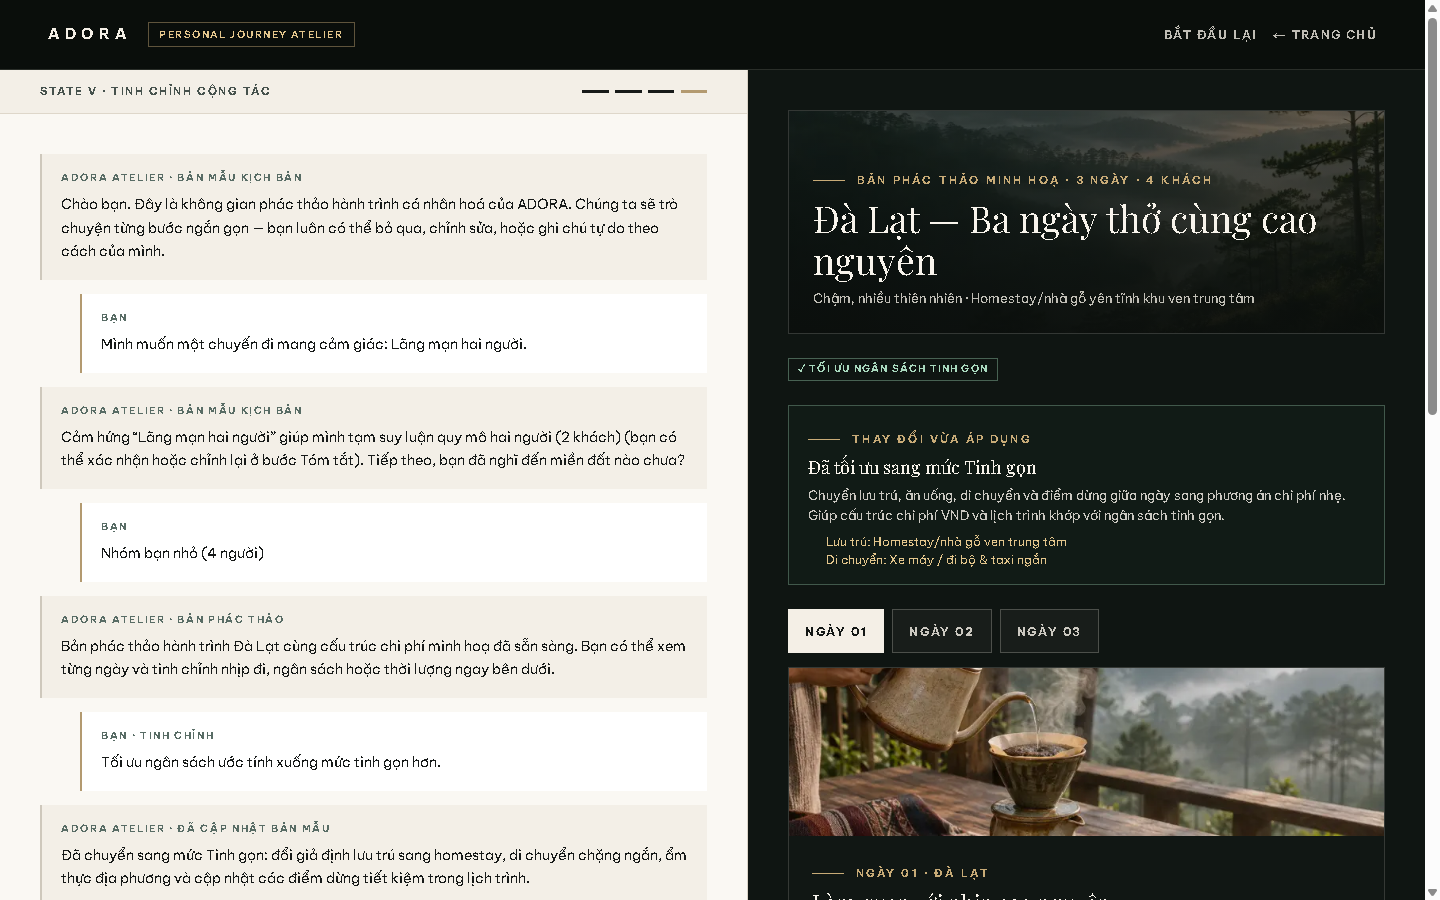 ADORA
PERSONAL JOURNEY ATELIER
BẮT ĐẦU LẠI
← TRANG CHỦ
STATE V · TINH CHỈNH CỘNG TÁC
ADORA ATELIER · BẢN MẪU KỊCH BẢN
Chào bạn. Đây là không gian phác thảo hành trình cá nhân hoá của ADORA. Chúng ta sẽ trò
chuyện từng bước ngắn gọn — bạn luôn có thể bỏ qua, chỉnh sửa, hoặc ghi chú tự do theo
cách của mình.
BẠN
Mình muốn một chuyến đi mang cảm giác: Lãng mạn hai người.
ADORA ATELIER · BẢN MẪU KỊCH BẢN
Cảm hứng “Lãng mạn hai người” giúp mình tạm suy luận quy mô hai người (2 khách) (bạn có
thể xác nhận hoặc chỉnh lại ở bước Tóm tắt). Tiếp theo, bạn đã nghĩ đến miền đất nào chưa?
BẠN
Nhóm bạn nhỏ (4 người)
ADORA ATELIER · BẢN PHÁC THẢO
Bản phác thảo hành trình Đà Lạt cùng cấu trúc chi phí minh hoạ đã sẵn sàng. Bạn có thể xem
từng ngày và tinh chỉnh nhịp đi, ngân sách hoặc thời lượng ngay bên dưới.
BẠN · TINH CHỈNH
Tối ưu ngân sách ước tính xuống mức tinh gọn hơn.
ADORA ATELIER · ĐÃ CẬP NHẬT BẢN MẪU
Đã chuyển sang mức Tinh gọn: đổi giả định lưu trú sang homestay, di chuyển chặng ngắn, ẩm
thực địa phương và cập nhật các điểm dừng tiết kiệm trong lịch trình.
BẢN PHÁC THẢO MINH HOẠ · 3 NGÀY · 4 KHÁCH
Đà Lạt — Ba ngày thở cùng cao
nguyên
Chậm, nhiều thiên nhiên · Homestay/nhà gỗ yên tĩnh khu ven trung tâm
✓ TỐI ƯU NGÂN SÁCH TINH GỌN
THAY ĐỔI VỪA ÁP DỤNG
Đã tối ưu sang mức Tinh gọn
Chuyển lưu trú, ăn uống, di chuyển và điểm dừng giữa ngày sang phương án chi phí nhẹ.
Giúp cấu trúc chi phí VND và lịch trình khớp với ngân sách tinh gọn.
Lưu trú: Homestay/nhà gỗ ven trung tâm
Di chuyển: Xe máy / đi bộ & taxi ngắn
NGÀY 01
NGÀY 02
NGÀY 03
NGÀY 01 · ĐÀ LẠT